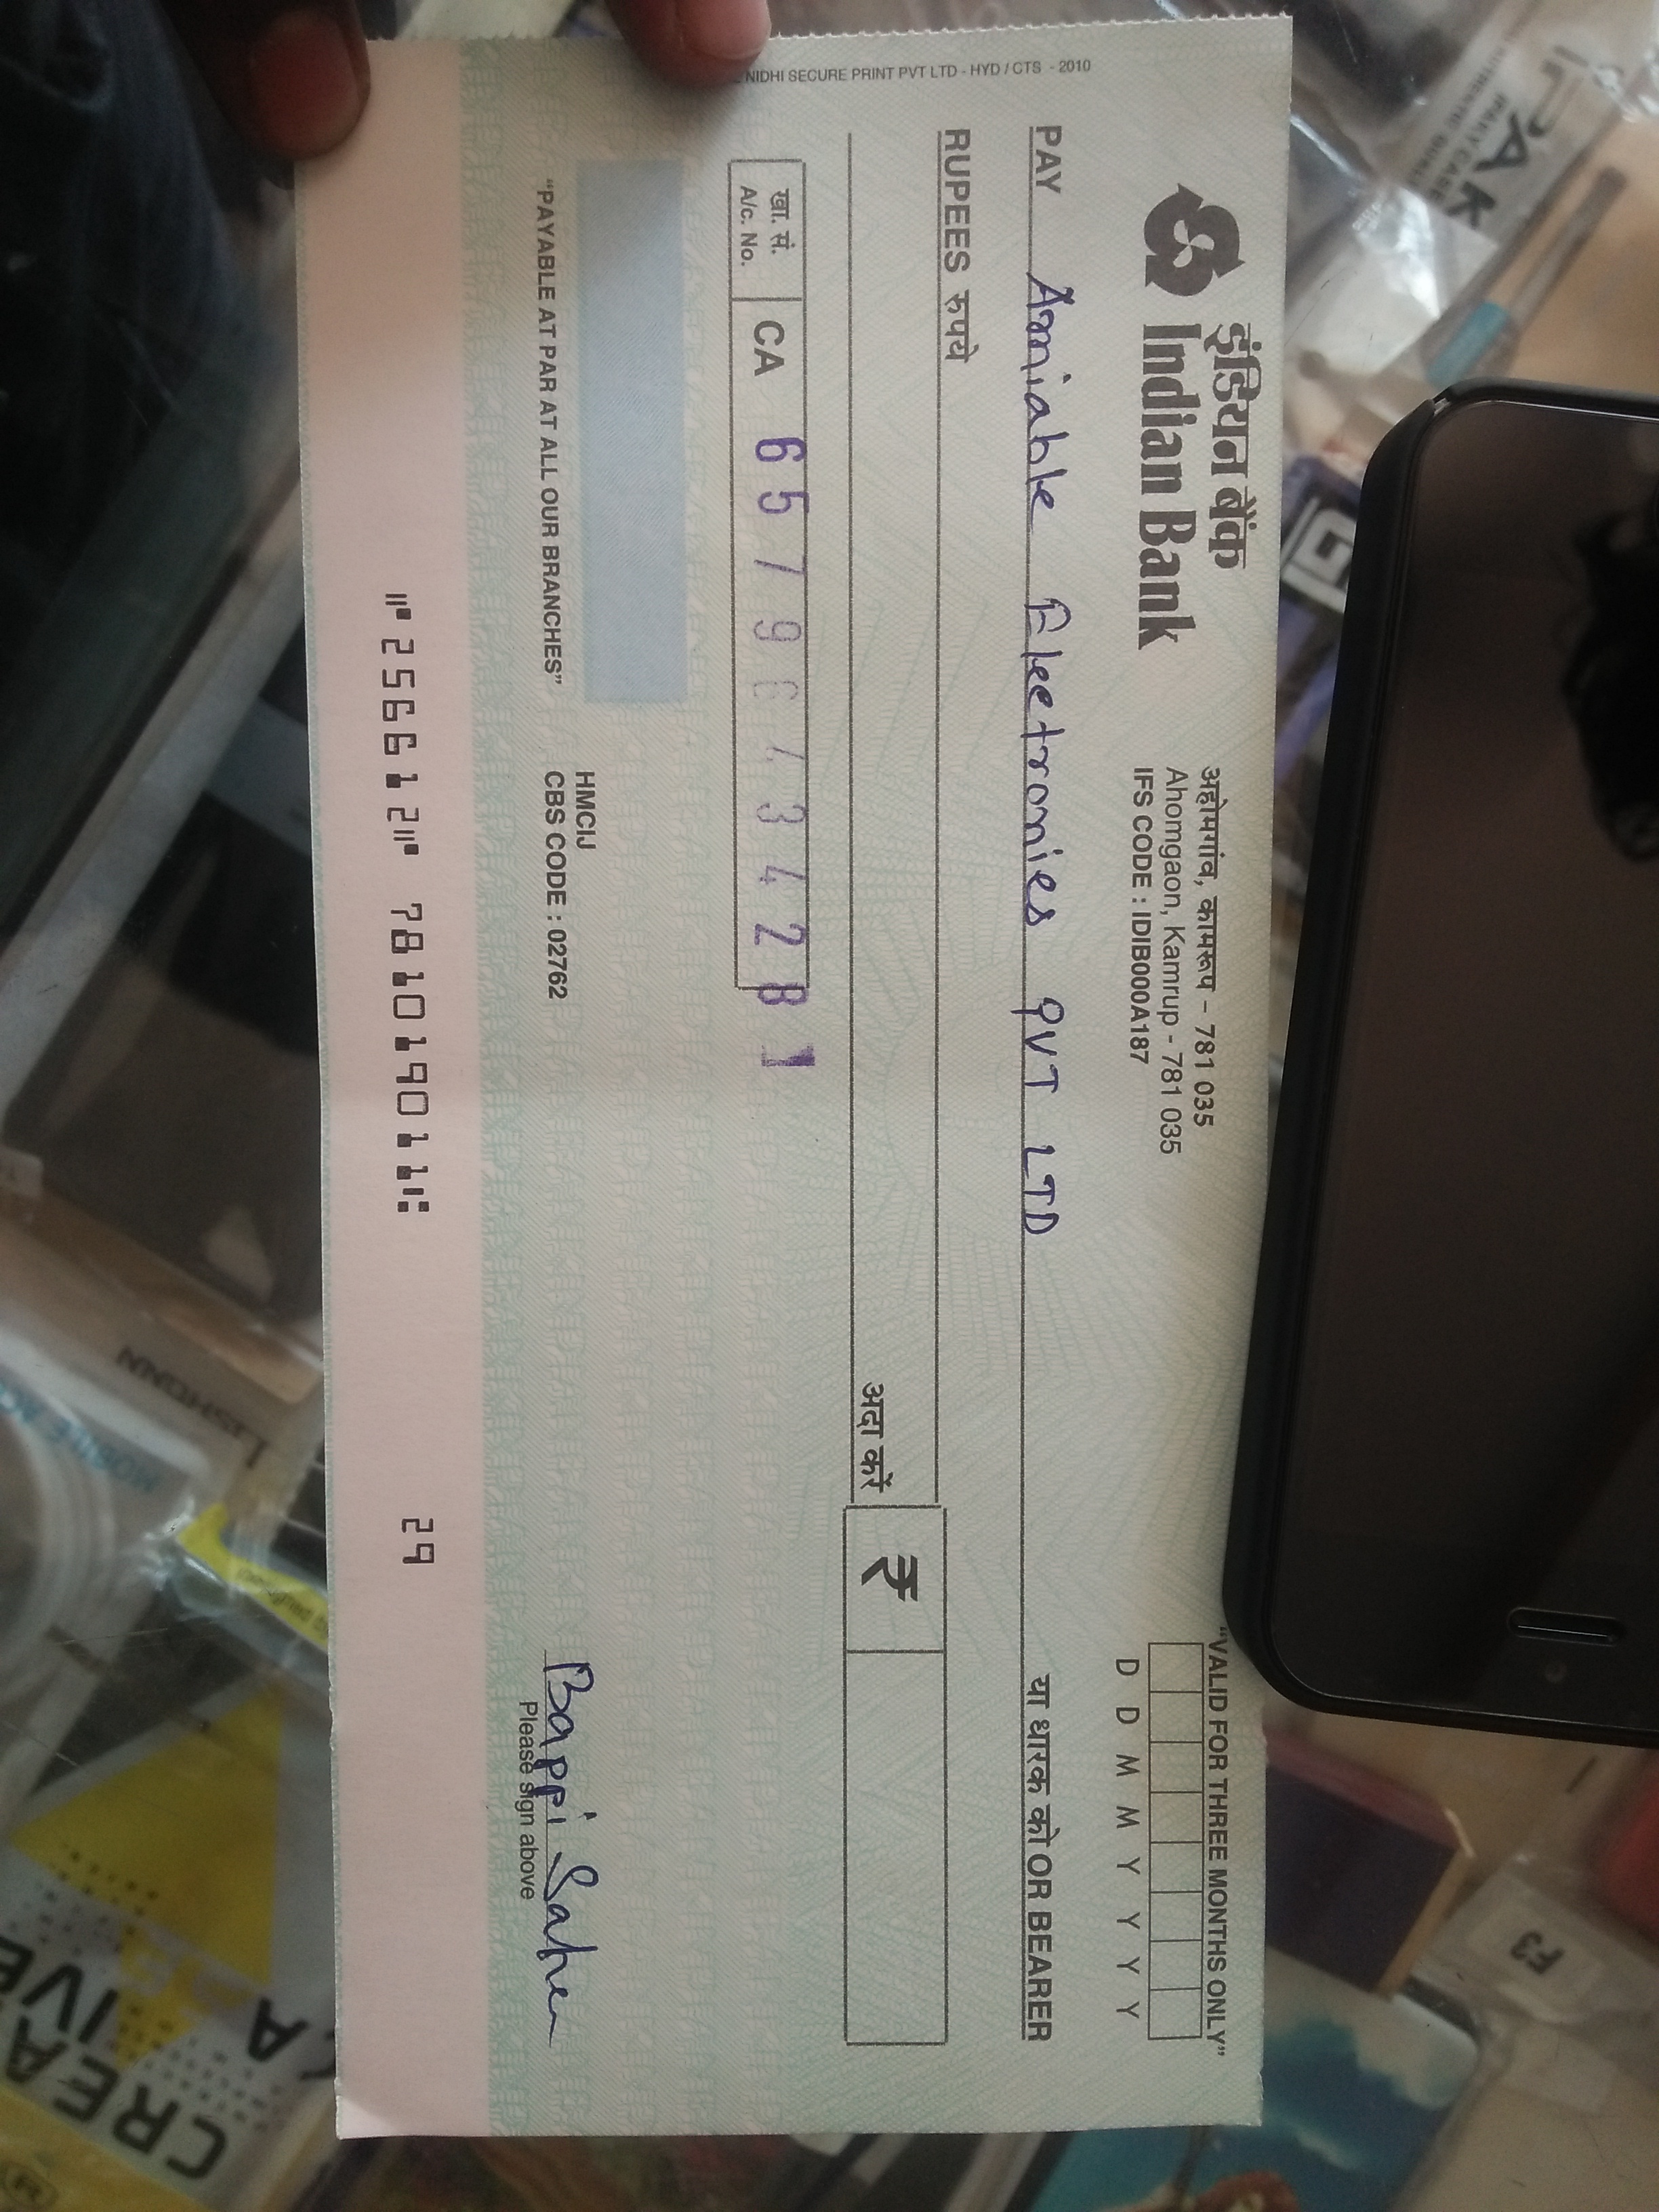 NIDHI SECURE PRINT PVT LTD - HYD / CTS - 2010
इंडियन बैंक
Indian Bank
अहोमगांव, कामरूप - 781 035
Ahomgaon, Kamrup - 781 035
IFS CODE : IDIB000A187
"VALID FOR THREE MONTHS ONLY"
D D M M Y Y Y Y
PAY Amiable Electronics PVT LTD या धारक को OR BEARER
RUPEES रुपये
अदा करें ₹
खा. सं.
A/c. No. CA
HMCIJ
CBS CODE : 02762
"PAYABLE AT PAR AT ALL OUR BRANCHES"
Bappi
Please sign above
⑈256612⑈ 781019011⑆ 29
PAK
F3
CREA